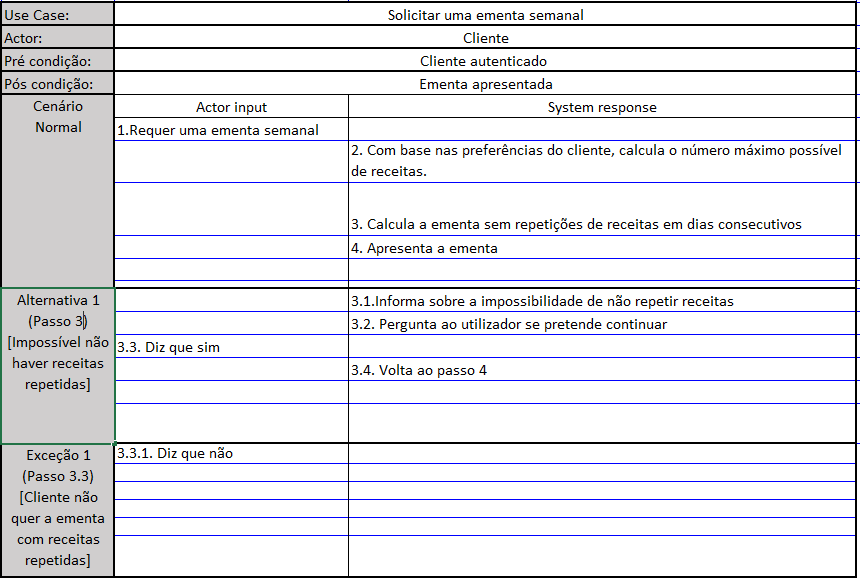 Use Case: Solicitar uma ementa semanal
Actor: Cliente
Pré condição: Cliente autenticado
Pós condição: Ementa apresentada
Cenário
Normal
Actor input System response
1.Requer uma ementa semanal
2. Com base nas preferências do cliente, calcula o número máximo possível
de receitas.
3. Calcula a ementa sem repetições de receitas em dias consecutivos
4. Apresenta a ementa
Alternativa 1
(Passo 3)
[Impossível não
haver receitas
repetidas]
3.1.Informa sobre a impossibilidade de não repetir receitas
3.2. Pergunta ao utilizador se pretende continuar
3.3. Diz que sim
3.4. Volta ao passo 4
Exceção 1
(Passo 3.3)
[Cliente não
quer a ementa
com receitas
repetidas]
3.3.1. Diz que não